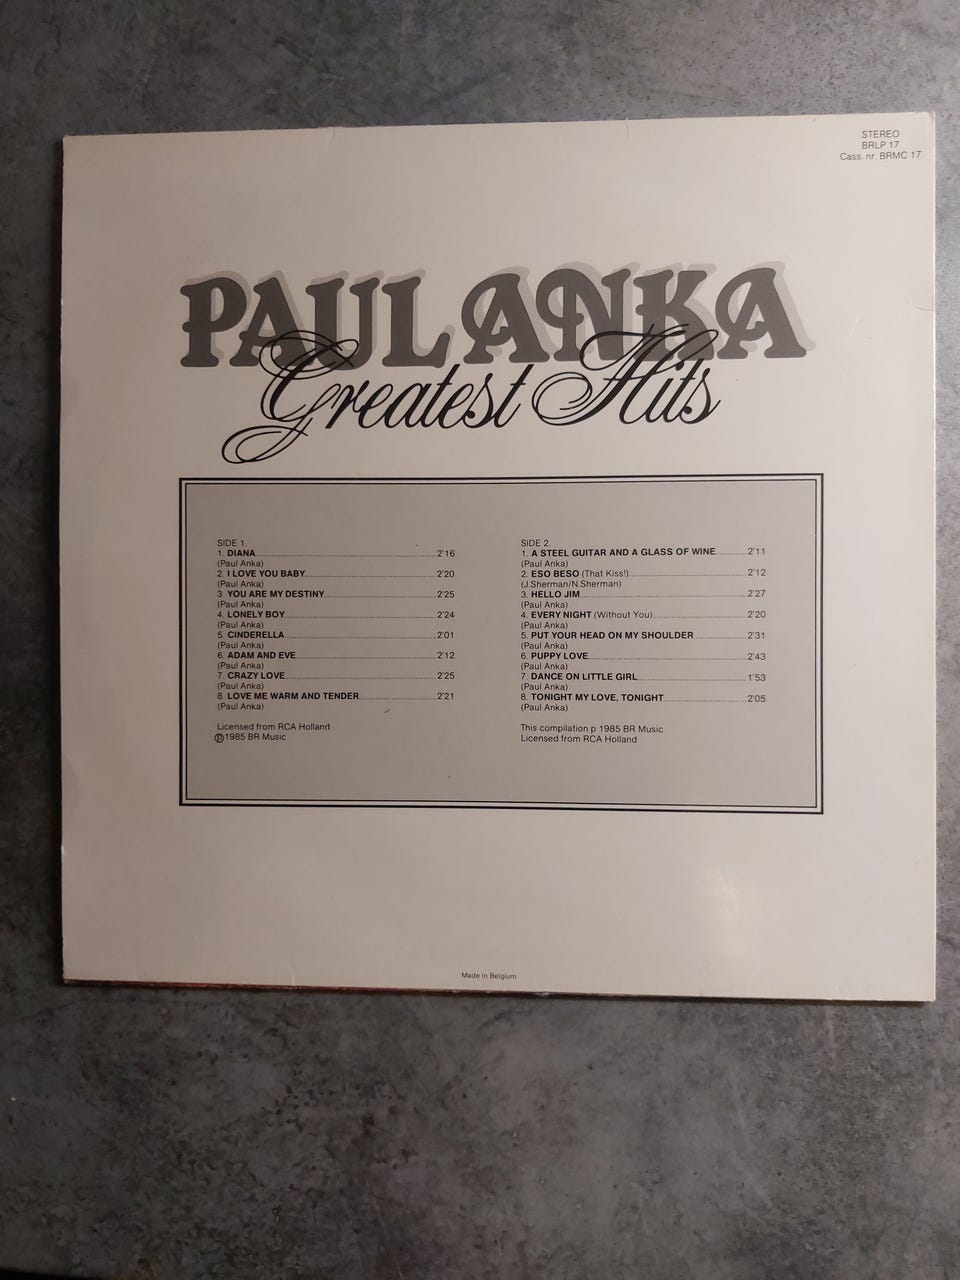 STEREO
BRLP 17
Cass. nr. BRMC 17
PAUL ANKA
Greatest Hits
SIDE 1.
1. DIANA 2'16
(Paul Anka)
2. I LOVE YOU BABY 2'20
(Paul Anka)
3. YOU ARE MY DESTINY 2'25
(Paul Anka)
4. LONELY BOY 2'24
(Paul Anka)
5. CINDERELLA 2'01
(Paul Anka)
6. ADAM AND EVE 2'12
(Paul Anka)
7. CRAZY LOVE 2'25
(Paul Anka)
8. LOVE ME WARM AND TENDER 2'21
(Paul Anka)
Licensed from RCA Holland
℗1985 BR Music
SIDE 2.
1. A STEEL GUITAR AND A GLASS OF WINE 2'11
(Paul Anka)
2. ESO BESO (That Kiss!) 2'12
(J.Sherman/N.Sherman)
3. HELLO JIM 2'27
(Paul Anka)
4. EVERY NIGHT (Without You) 2'20
(Paul Anka)
5. PUT YOUR HEAD ON MY SHOULDER 2'31
(Paul Anka)
6. PUPPY LOVE 2'43
(Paul Anka)
7. DANCE ON LITTLE GIRL 1'53
(Paul Anka)
8. TONIGHT MY LOVE, TONIGHT 2'05
(Paul Anka)
This compilation p 1985 BR Music
Licensed from RCA Holland
Made in Belgium